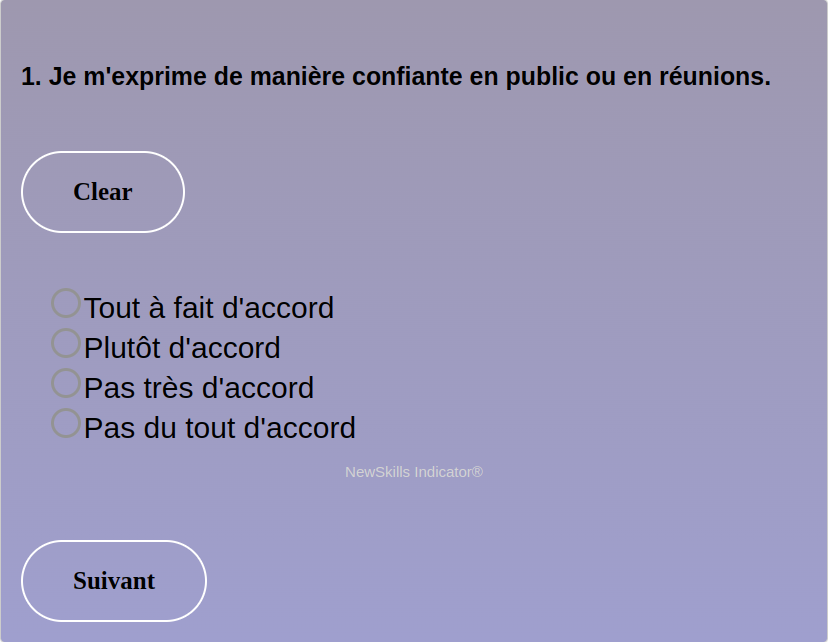 1. Je m'exprime de manière confiante en public ou en réunions.
Clear
Tout à fait d'accord
Plutôt d'accord
Pas très d'accord
Pas du tout d'accord
NewSkills Indicator®
Suivant